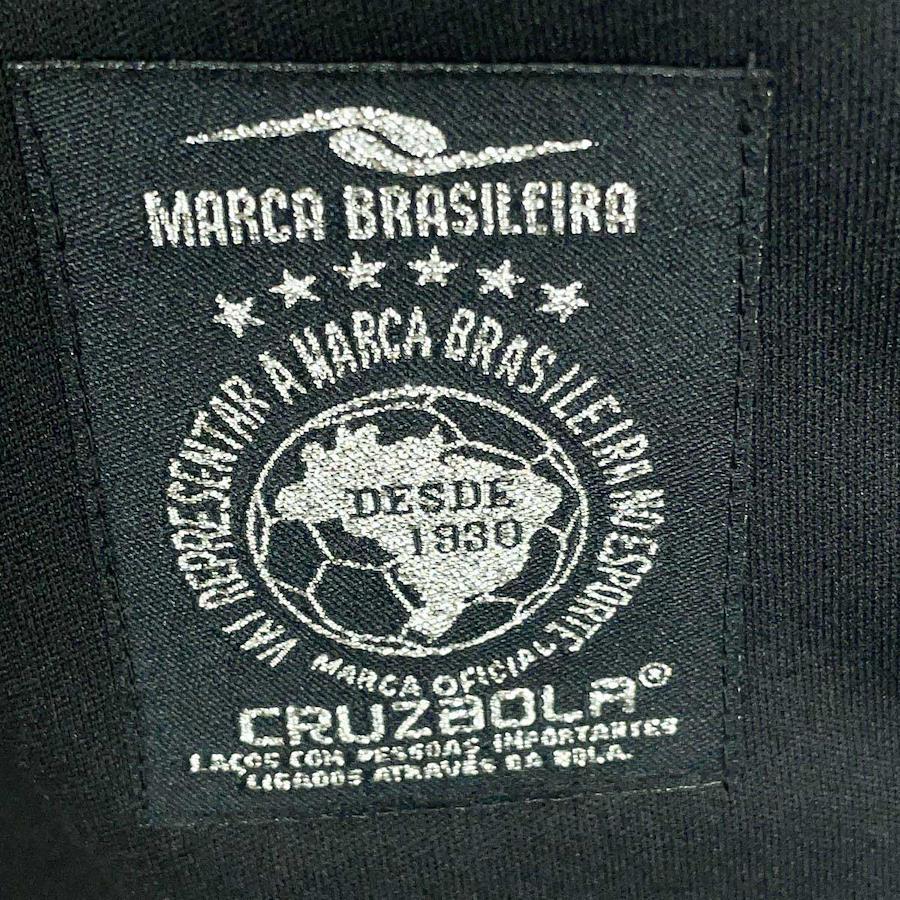 MARCA BRASILEIRA
VAI REPRESENTAR A MARCA BRASILEIRA NO ESPORTE
DESDE
1930
MARCA OFICIAL
CRUZBOLA®
LAÇOS COM PESSOAS IMPORTANTES
LIGADOS ATRAVÉS DA BOLA.